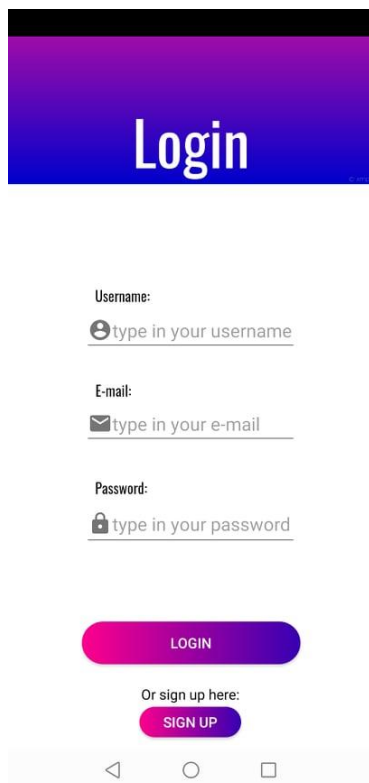 Login
Username:
type in your username
E-mail:
type in your e-mail
Password:
type in your password
LOGIN
Or sign up here:
SIGN UP